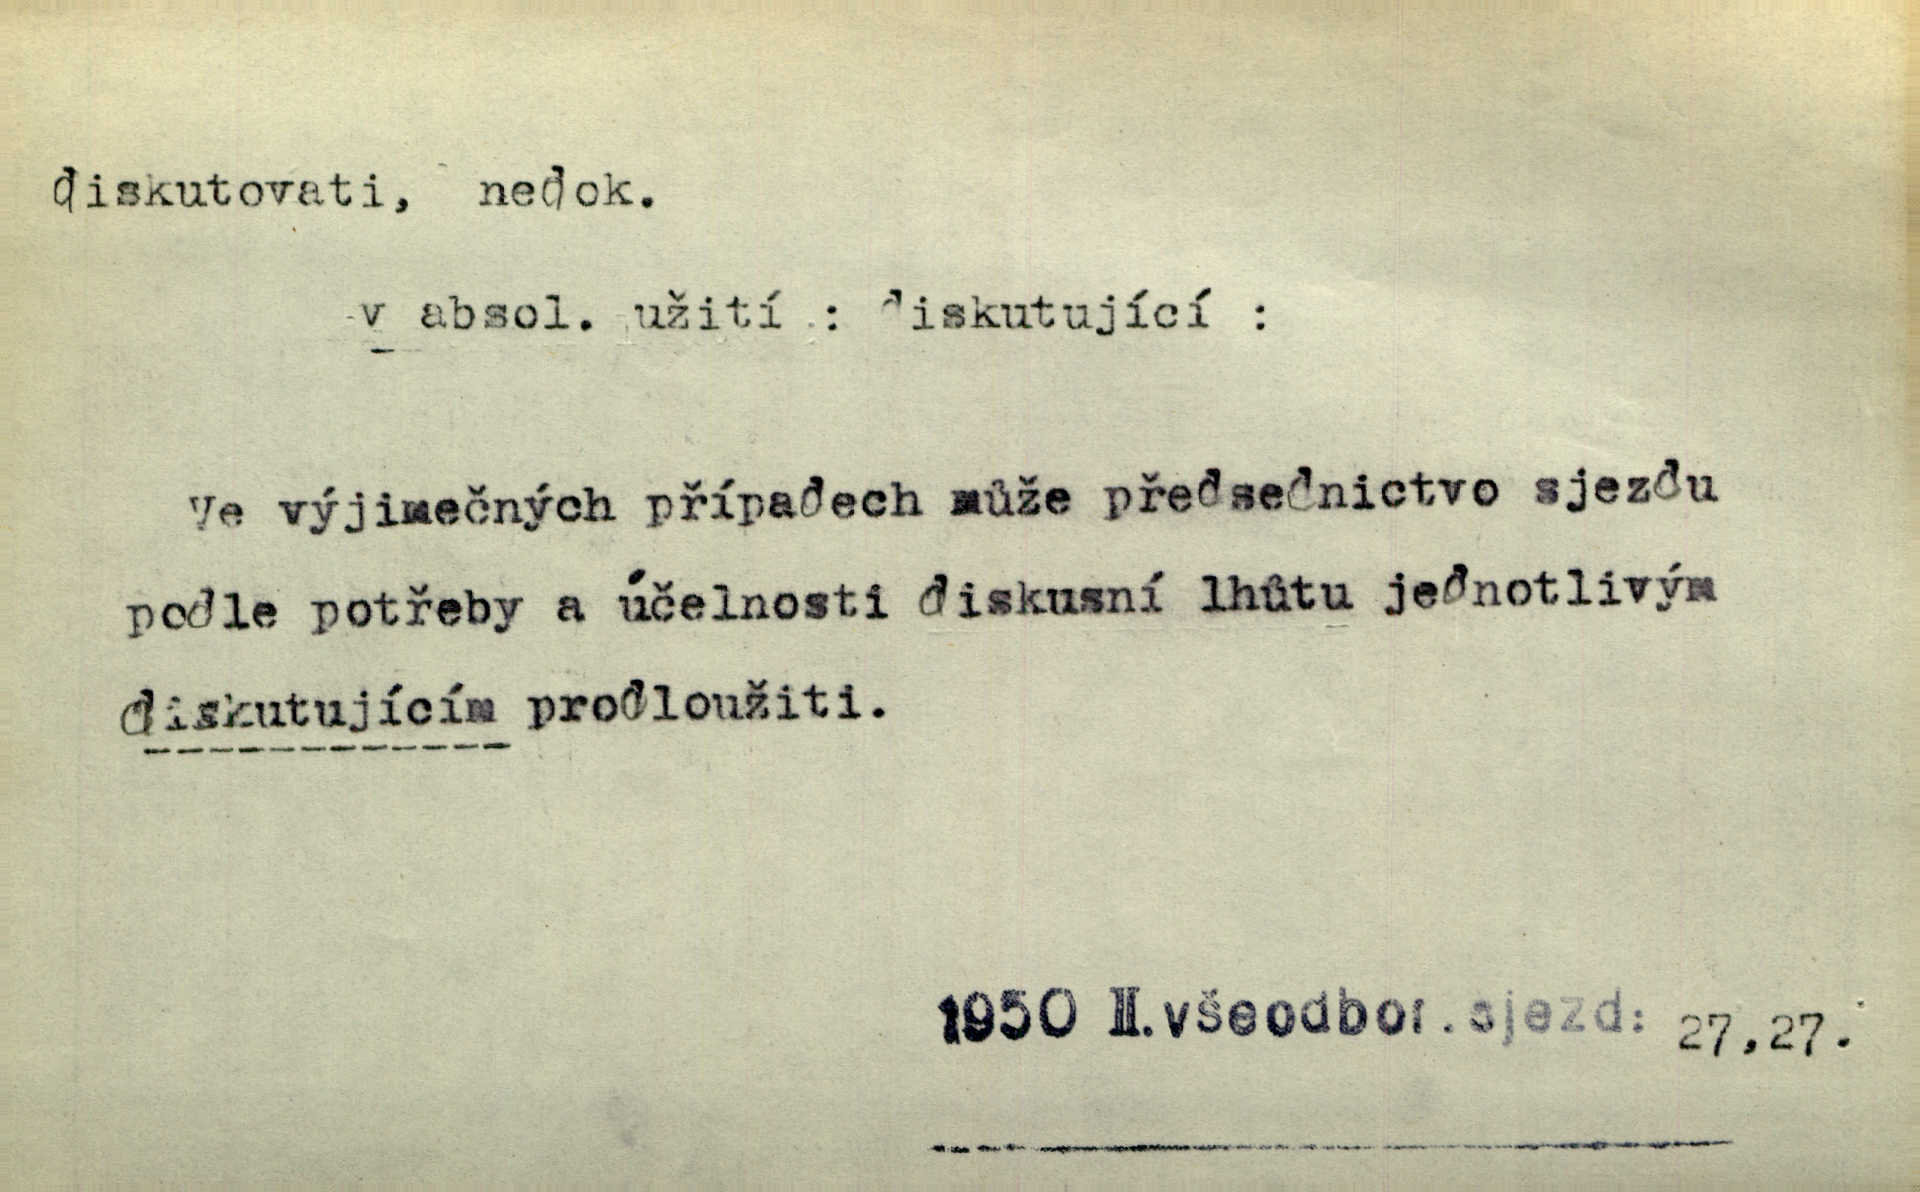 diskutovati, nedok.
v absol. užití : diskutující :
Ve výjimečných případech může předsednictvo sjezdu
podle potřeby a účelnosti diskusní lhůtu jednotlivým
diskutujícím prodloužiti.
1950 II. všeodbor. sjezd: 27,27.